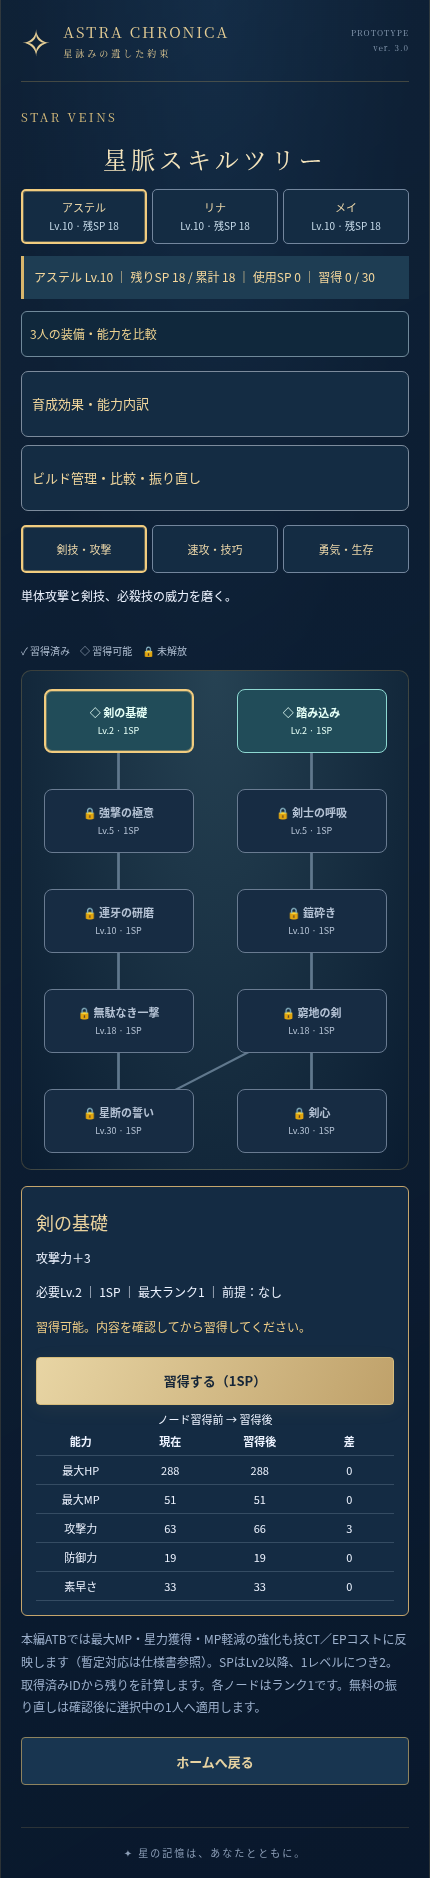 ASTRA CHRONICA
星詠みの遺した約束
PROTOTYPE
ver. 3.0
STAR VEINS
星脈スキルツリー
アステル
Lv.10 · 残SP 18
リナ
Lv.10 · 残SP 18
メイ
Lv.10 · 残SP 18
アステル Lv.10 ｜ 残りSP 18 / 累計 18 ｜ 使用SP 0 ｜ 習得 0 / 30
3人の装備・能力を比較
育成効果・能力内訳
ビルド管理・比較・振り直し
剣技・攻撃
速攻・技巧
勇気・生存
単体攻撃と剣技、必殺技の威力を磨く。
✓ 習得済み ◇ 習得可能 🔒 未解放
◇ 剣の基礎
Lv.2 · 1SP
◇ 踏み込み
Lv.2 · 1SP
🔒 強撃の極意
Lv.5 · 1SP
🔒 剣士の呼吸
Lv.5 · 1SP
🔒 連牙の研磨
Lv.10 · 1SP
🔒 鎧砕き
Lv.10 · 1SP
🔒 無駄なき一撃
Lv.18 · 1SP
🔒 窮地の剣
Lv.18 · 1SP
🔒 星断の誓い
Lv.30 · 1SP
🔒 剣心
Lv.30 · 1SP
剣の基礎
攻撃力＋3
必要Lv.2 ｜ 1SP ｜ 最大ランク1 ｜ 前提：なし
習得可能。内容を確認してから習得してください。
習得する（1SP）
ノード習得前 → 習得後
能力 現在 習得後 差
最大HP 288 288 0
最大MP 51 51 0
攻撃力 63 66 3
防御力 19 19 0
素早さ 33 33 0
本編ATBでは最大MP・星力獲得・MP軽減の強化も技CT／EPコストに反
映します（暫定対応は仕様書参照）。SPはLv2以降、1レベルにつき2。
取得済みIDから残りを計算します。各ノードはランク1です。無料の振
り直しは確認後に選択中の1人へ適用します。
ホームへ戻る
✦ 星の記憶は、あなたとともに。